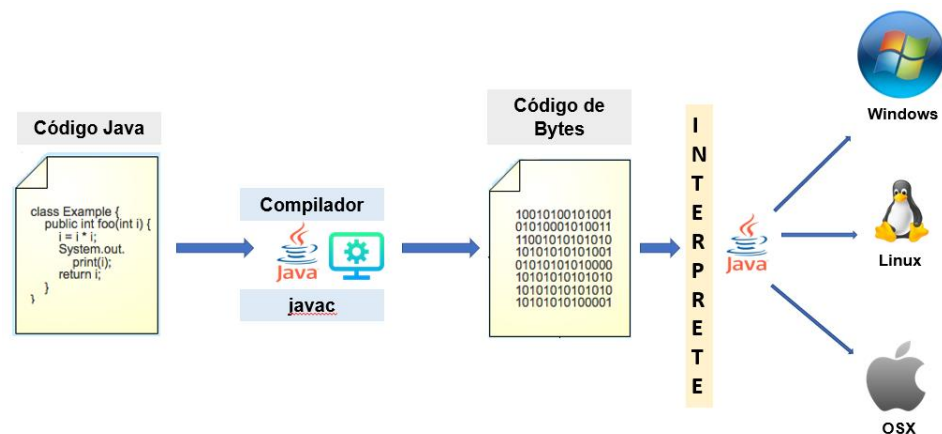 Código Java
class Example {
public int foo(int i) {
i = i * i;
System.out.
print(i);
return i;
}
}
Compilador
Java
javac
Código de
Bytes
10010100101001
01010001010011
11001010101010
10101010101001
01010101010000
10101010101010
10101010101010
10101010100001
I
N
T
E
R
P
R
E
T
E
Java
Windows
Linux
OSX